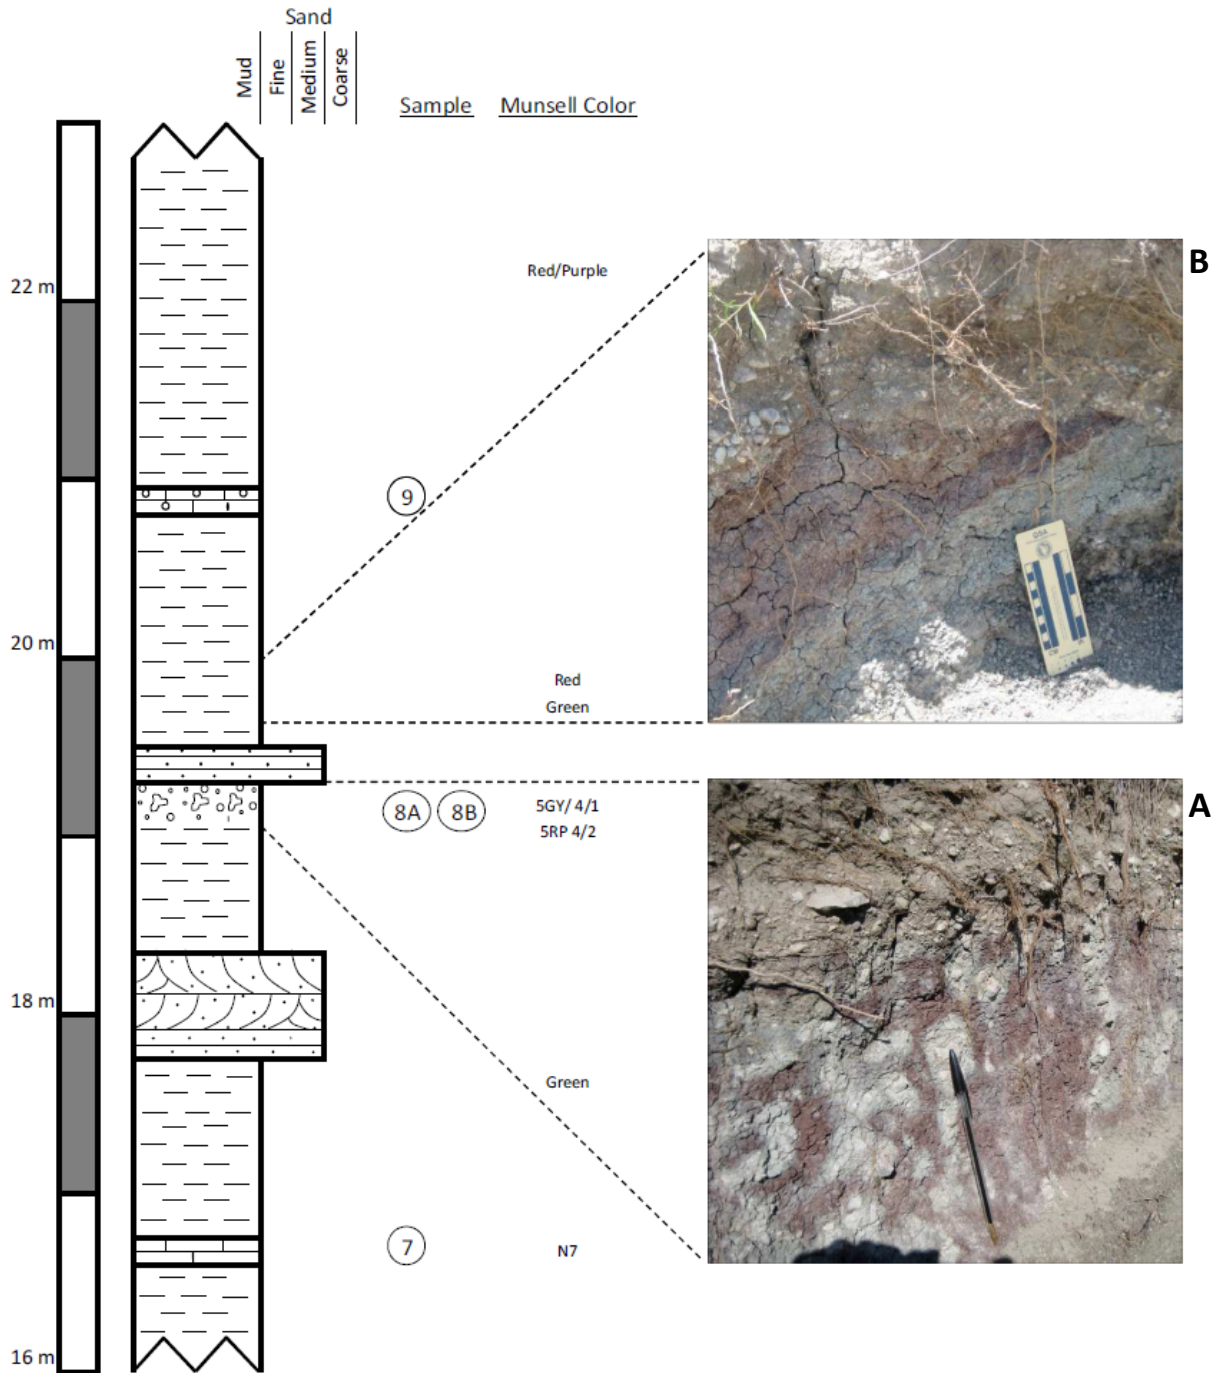 Sand
Mud
Fine
Medium
Coarse
Sample Munsell Color
B
Red/Purple
22 m
9
20 m
Red
Green
GSA
A
8A 8B 5GY/ 4/1
5RP 4/2
18 m
Green
7 N7
16 m